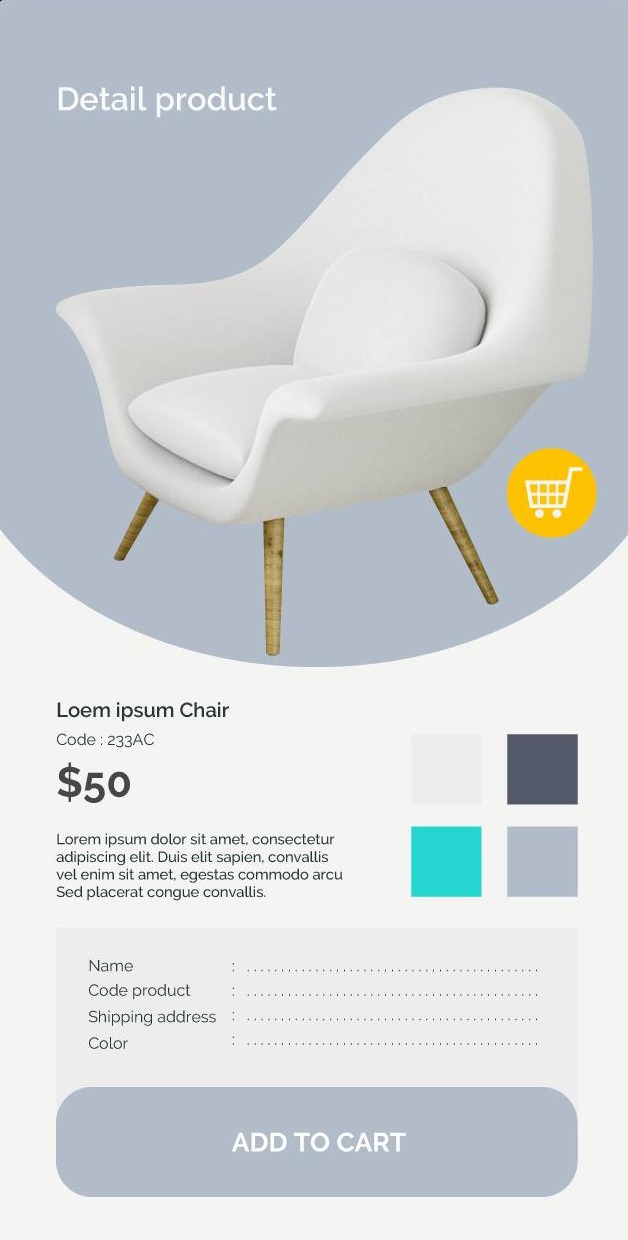 Detail product
Loem ipsum Chair
Code : 233AC
$50
Lorem ipsum dolor sit amet, consectetur
adipiscing elit. Duis elit sapien, convallis
vel enim sit amet, egestas commodo arcu
Sed placerat congue convallis.
Name : ............................................
Code product : ............................................
Shipping address : ............................................
Color : ............................................
ADD TO CART